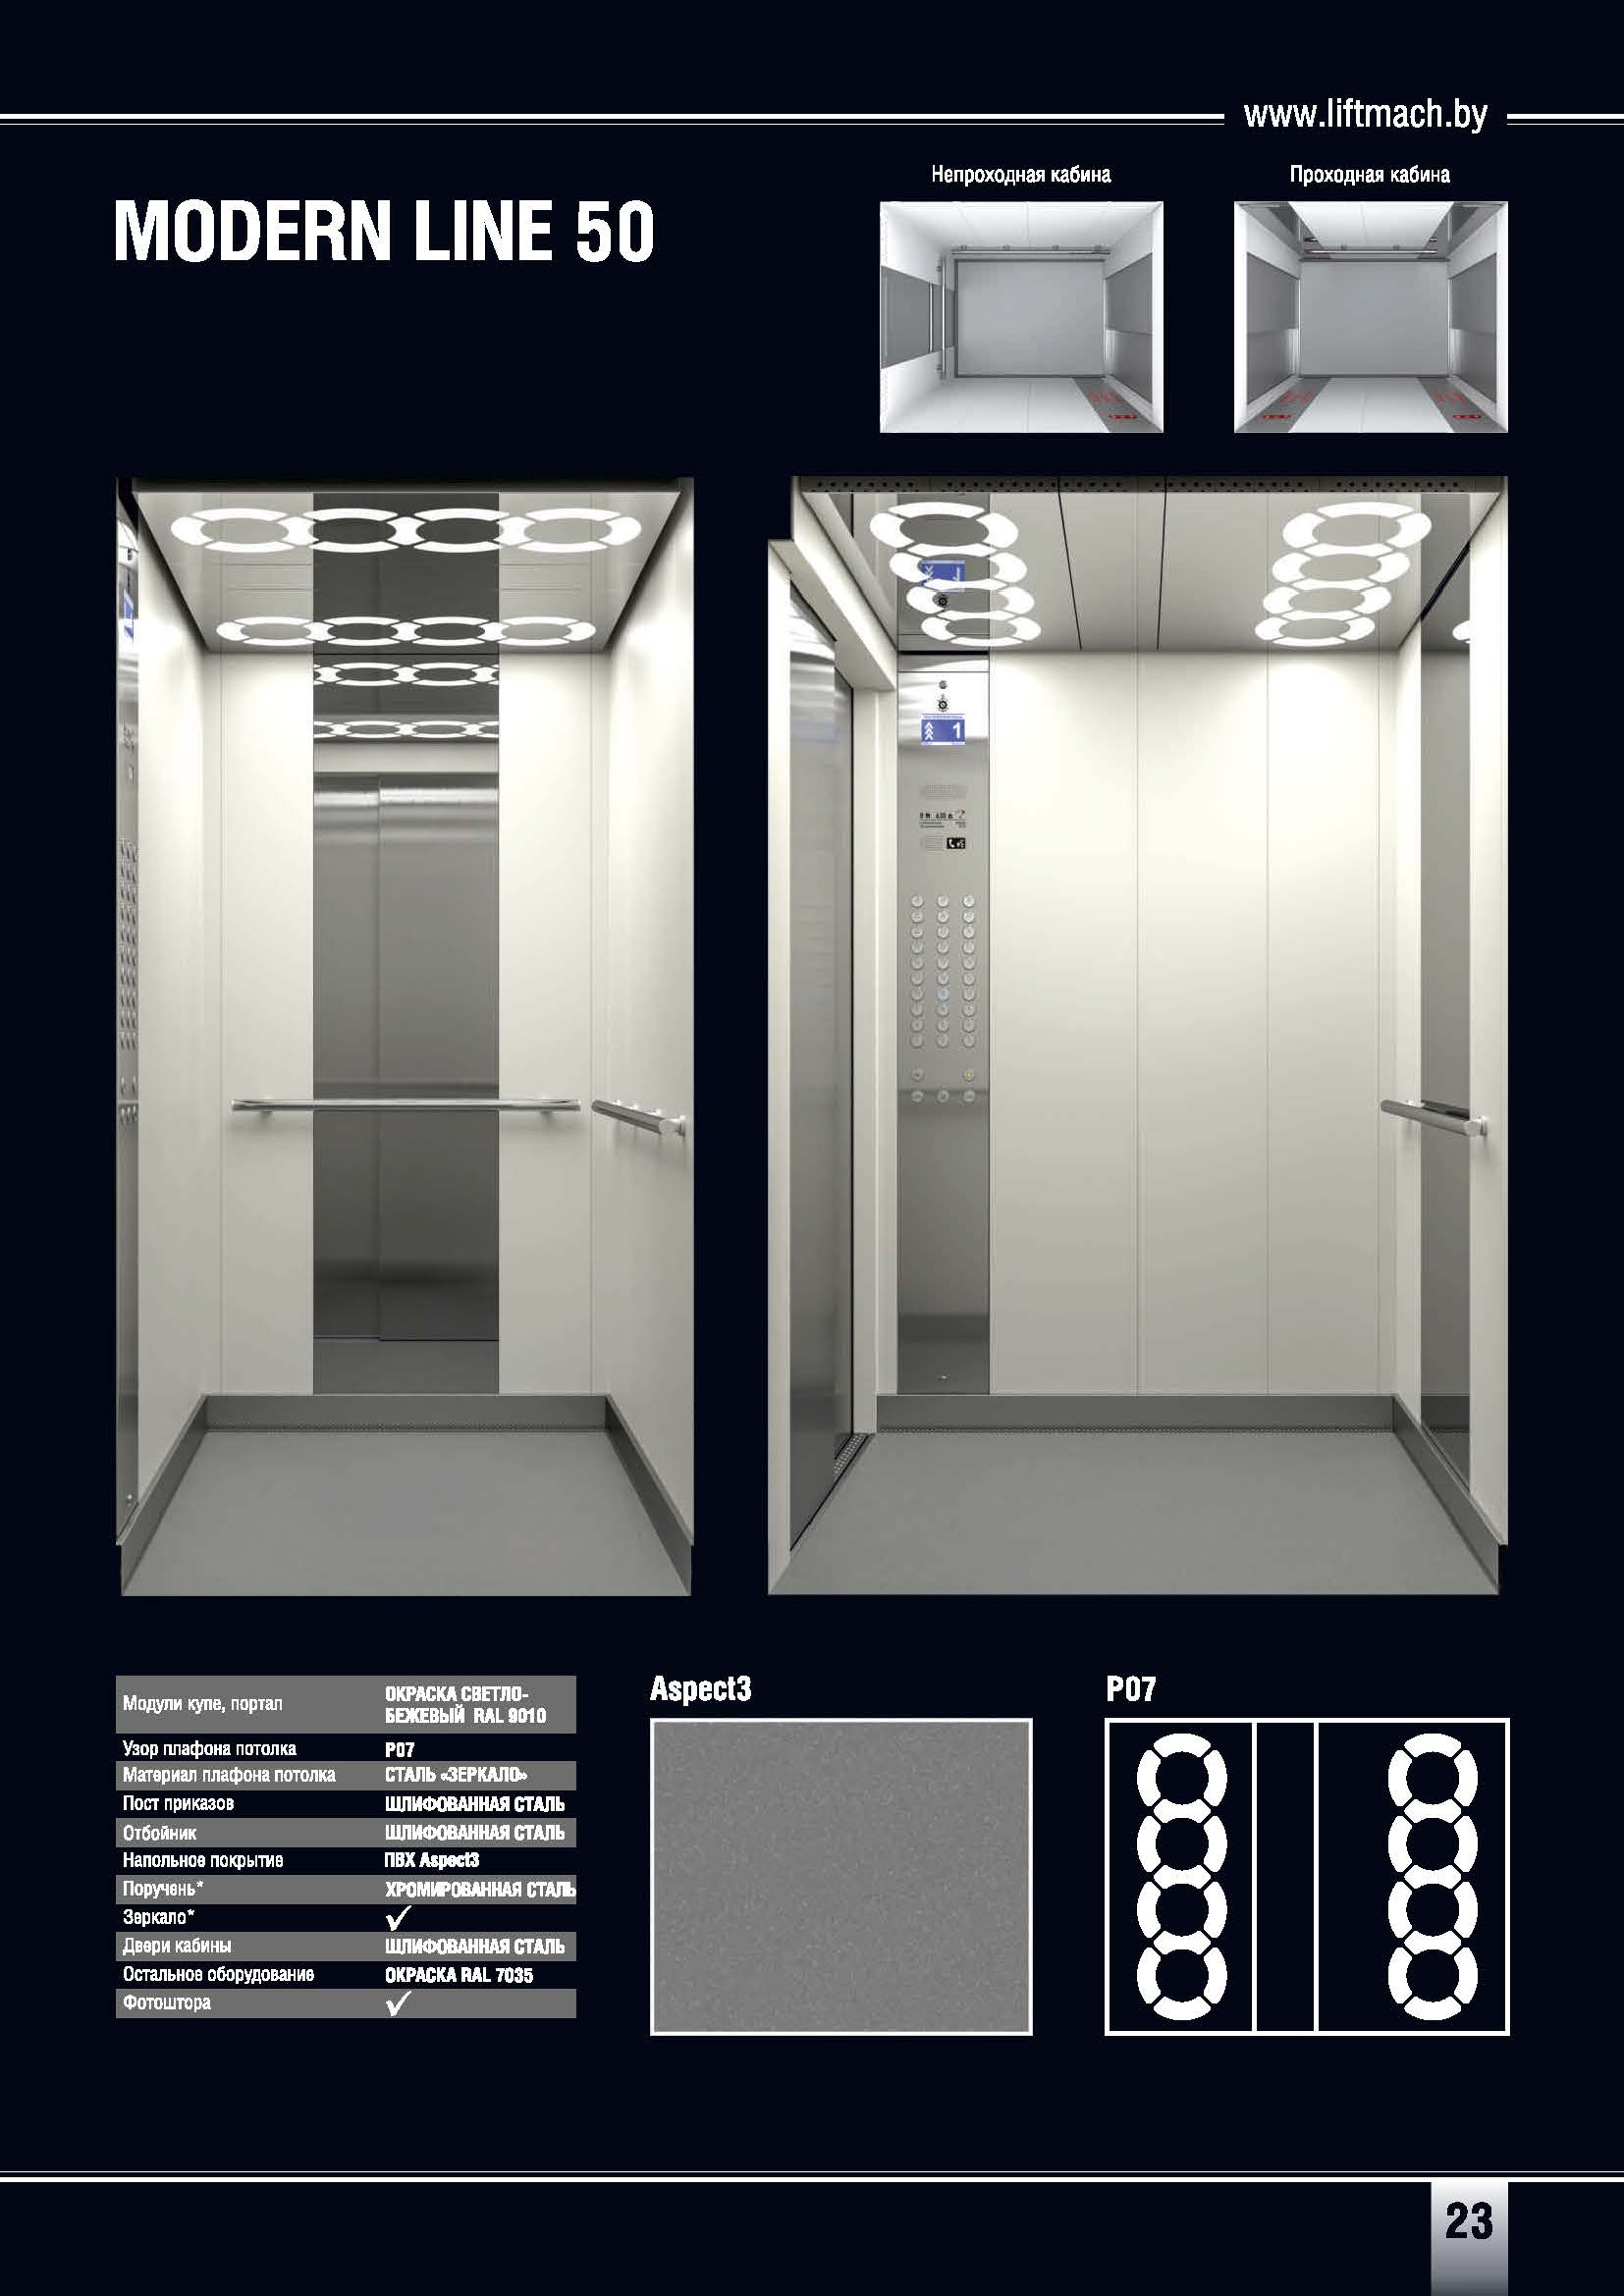 www.liftmach.by
Непроходная кабина
Проходная кабина
MODERN LINE 50
1
Модули купе, портал ОКРАСКА СВЕТЛО-
БЕЖЕВЫЙ RAL 9010
Узор плафона потолка P07
Материал плафона потолка СТАЛЬ «ЗЕРКАЛО»
Пост приказов ШЛИФОВАННАЯ СТАЛЬ
Отбойник ШЛИФОВАННАЯ СТАЛЬ
Напольное покрытие ПВХ Aspect3
Поручень* ХРОМИРОВАННАЯ СТАЛЬ
Зеркало* ✓
Двери кабины ШЛИФОВАННАЯ СТАЛЬ
Остальное оборудование ОКРАСКА RAL 7035
Фотоштора ✓
Aspect3
P07
23